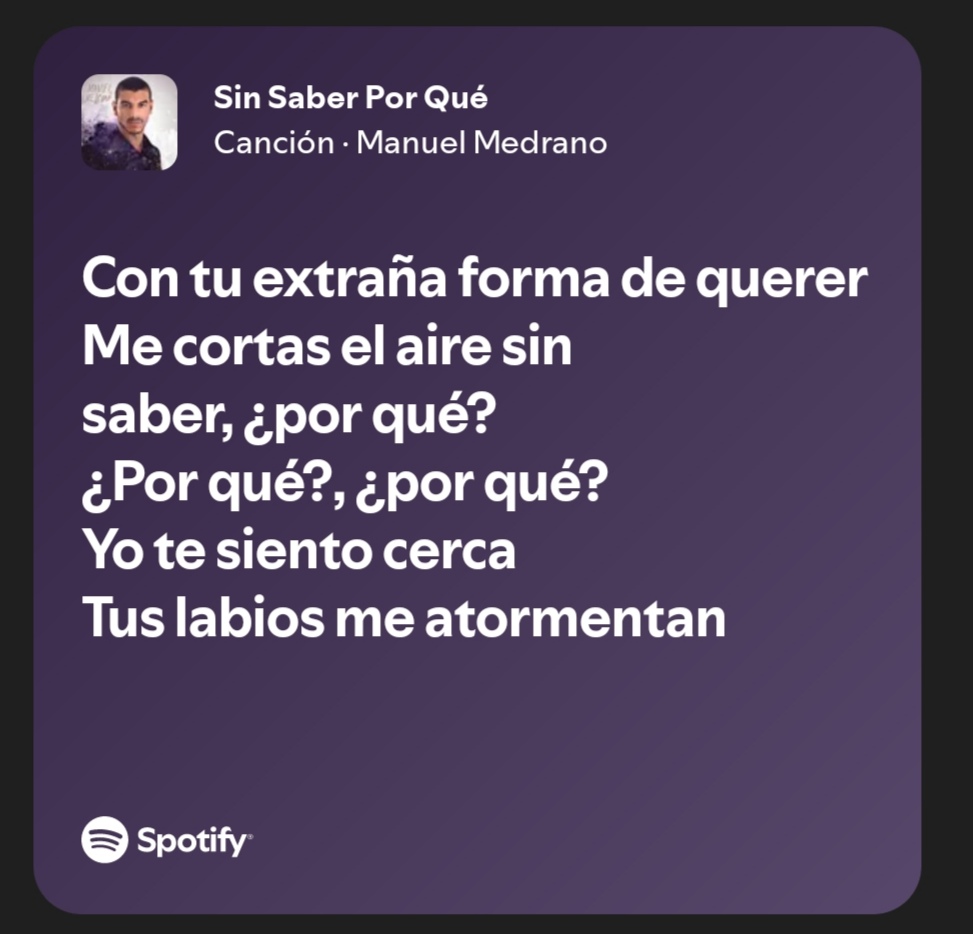 Sin Saber Por Qué
Canción · Manuel Medrano
Con tu extraña forma de querer
Me cortas el aire sin
saber, ¿por qué?
¿Por qué?, ¿por qué?
Yo te siento cerca
Tus labios me atormentan
Spotify